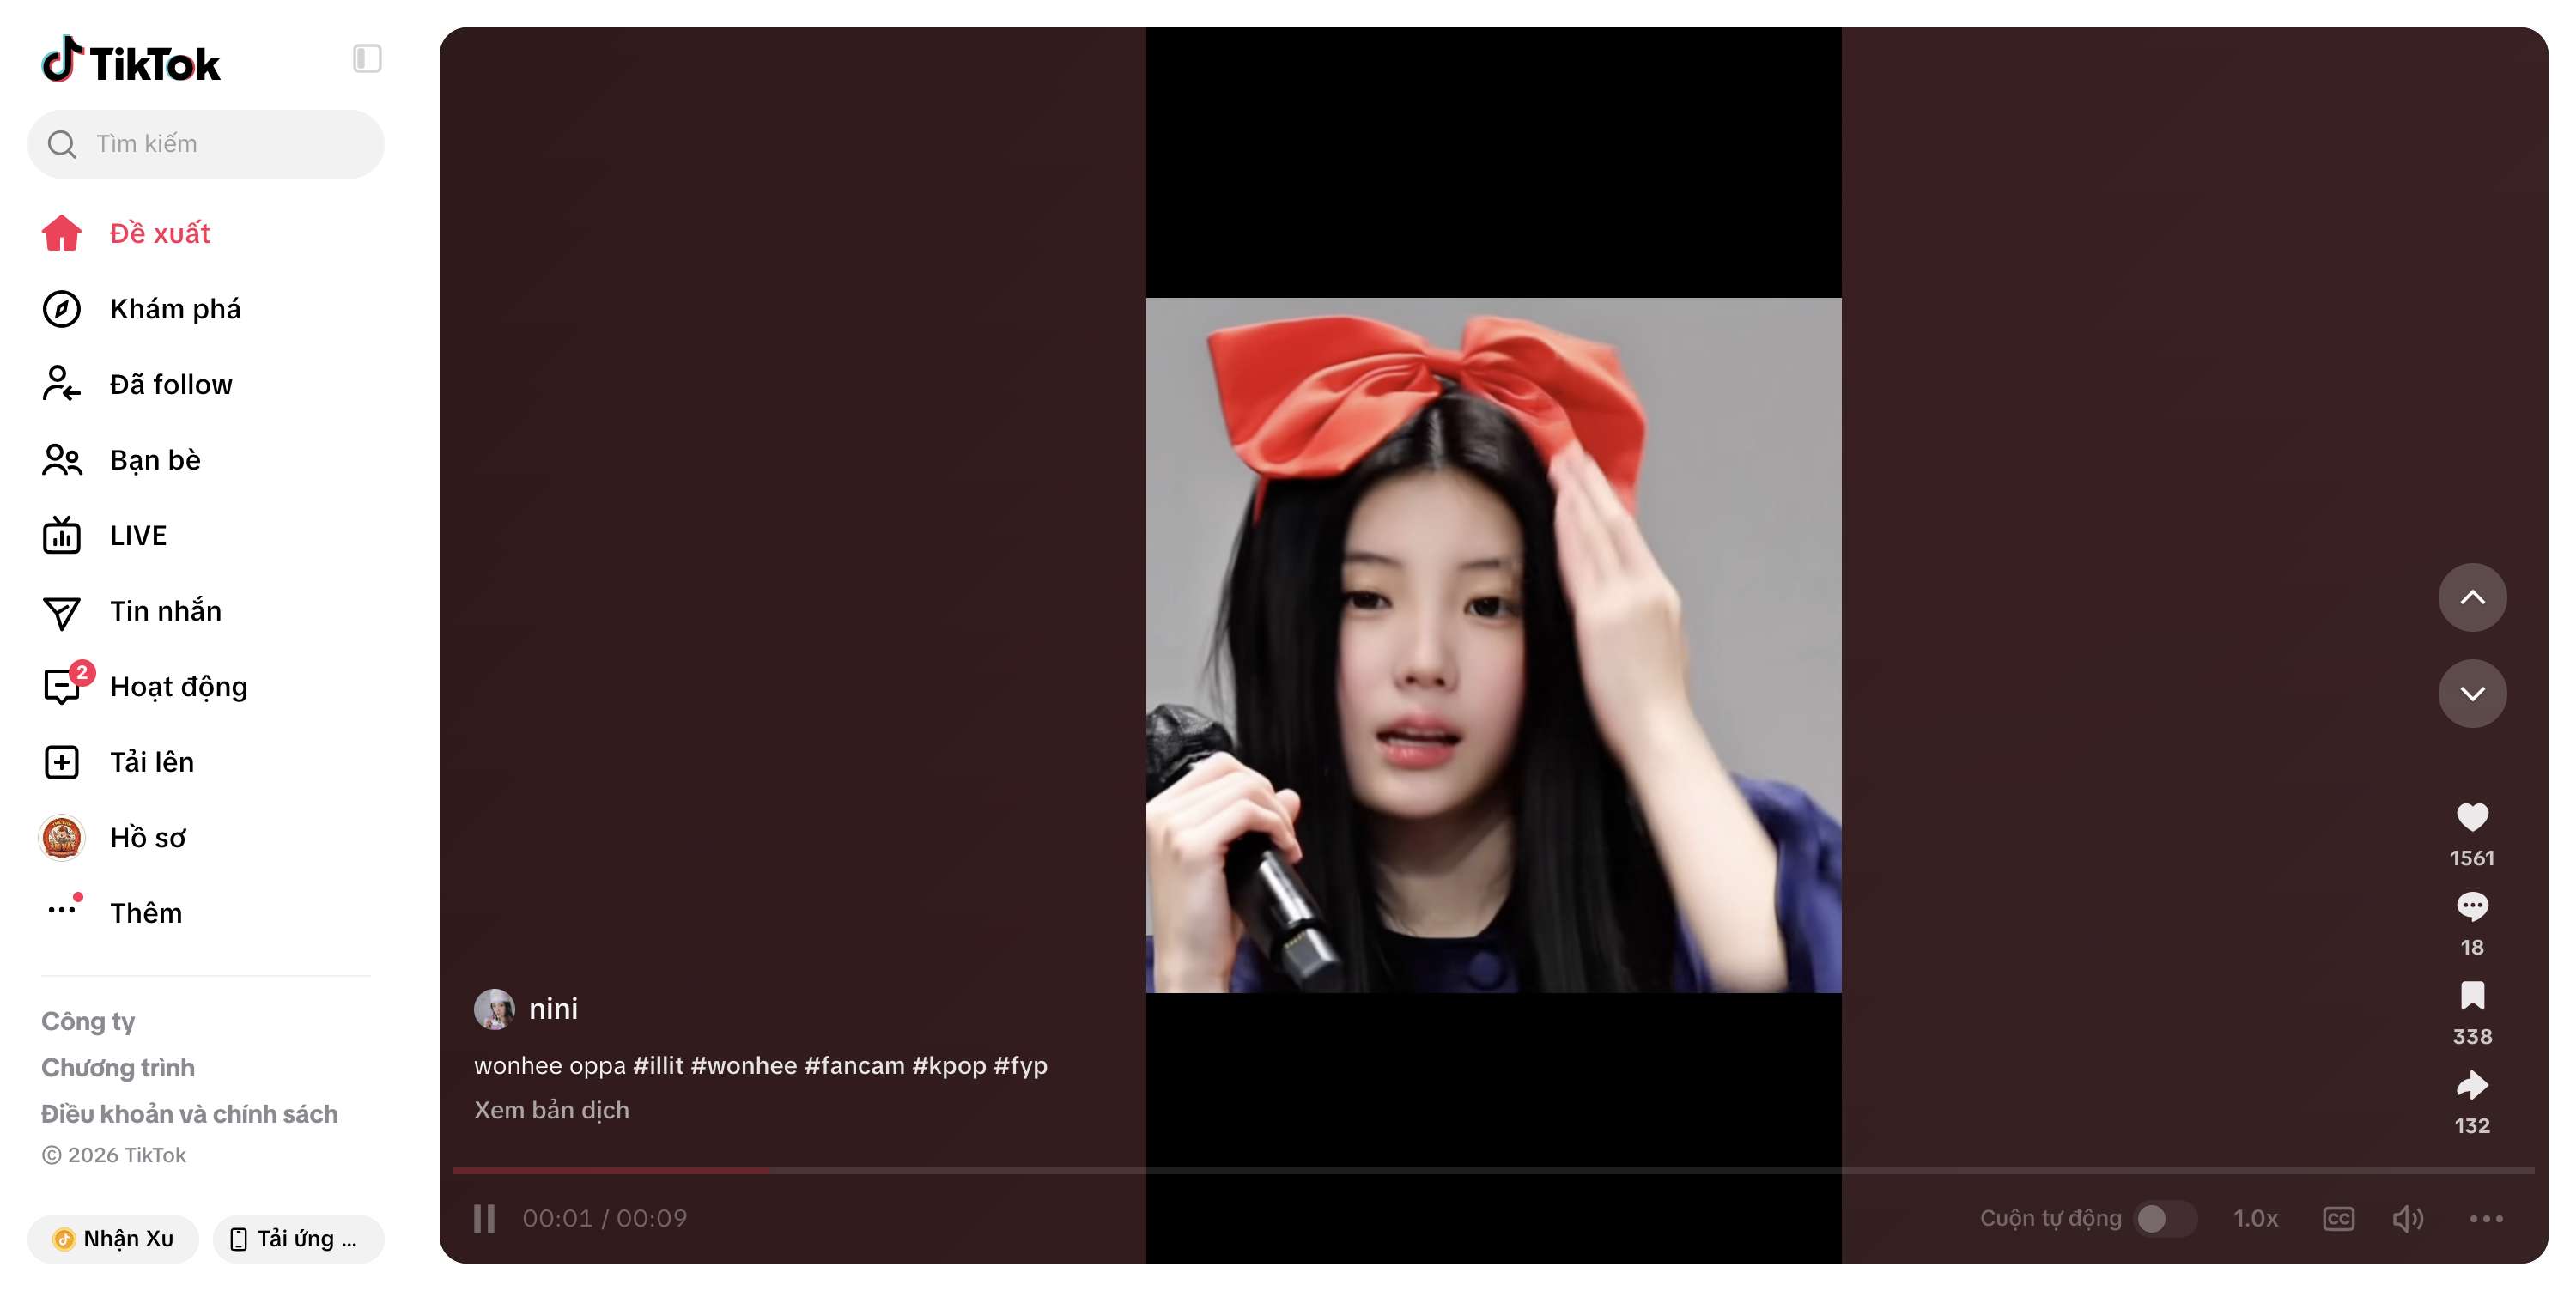 TikTok
Tìm kiếm
Đề xuất
Khám phá
Đã follow
Bạn bè
LIVE
Tin nhắn
2
Hoạt động
Tải lên
Hồ sơ
Thêm
Công ty
Chương trình
Điều khoản và chính sách
© 2026 TikTok
Nhận Xu
Tải ứng ...
nini
wonhee oppa #illit #wonhee #fancam #kpop #fyp
Xem bản dịch
00:01 / 00:09
1561
18
338
132
Cuộn tự động
1.0x
CC